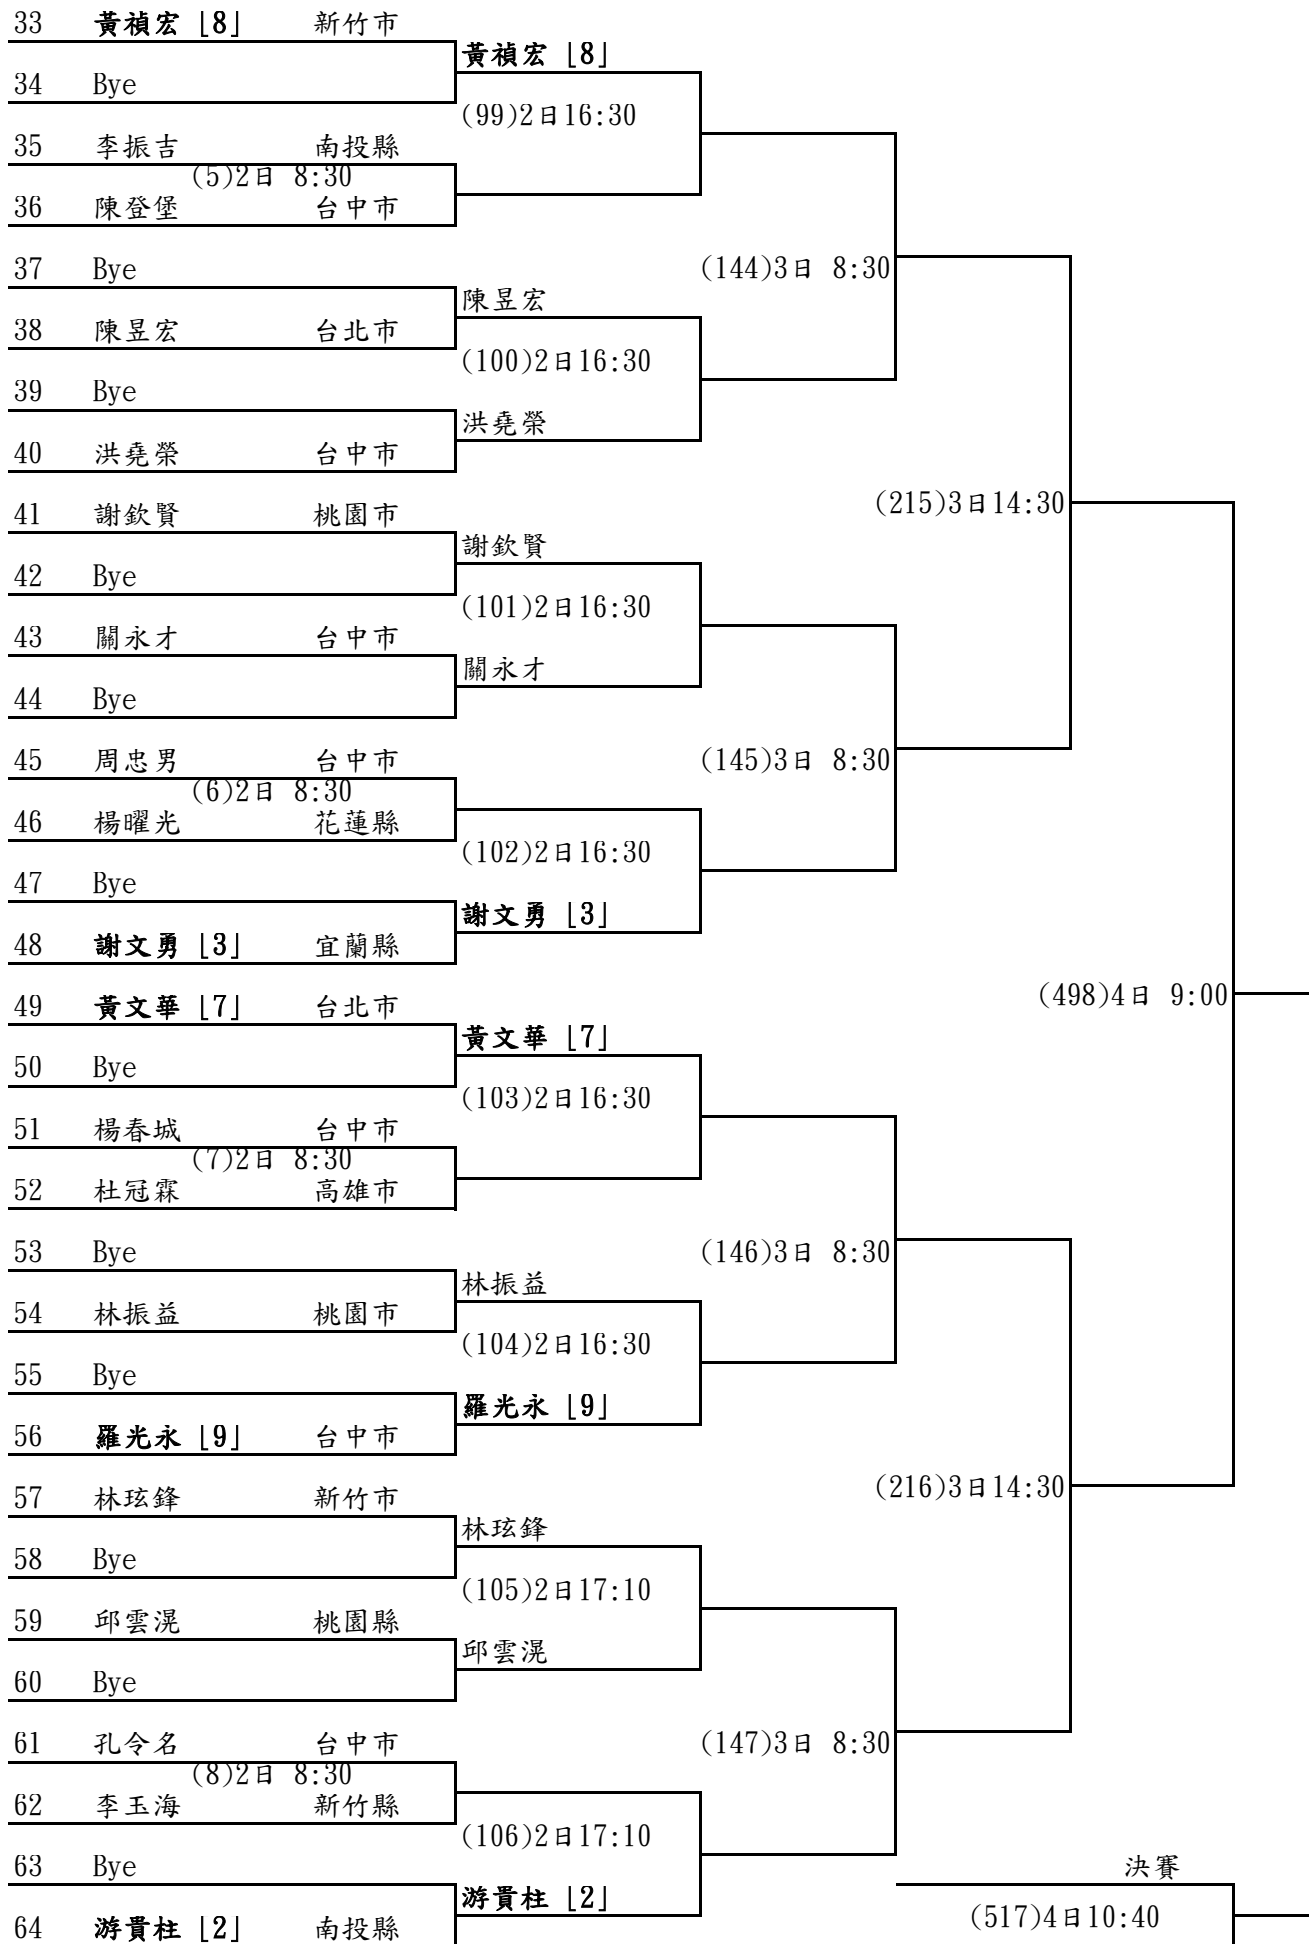 33 黃禎宏 [8] 新竹市
黃禎宏 [8]
34 Bye
(99)2日16:30
35 李振吉 南投縣
(5)2日 8:30
36 陳登堡 台中市
37 Bye
(144)3日 8:30
陳昱宏
38 陳昱宏 台北市
(100)2日16:30
39 Bye
洪堯榮
40 洪堯榮 台中市
(215)3日14:30
41 謝欽賢 桃園市
謝欽賢
42 Bye
(101)2日16:30
43 關永才 台中市
關永才
44 Bye
45 周忠男 台中市
(145)3日 8:30
(6)2日 8:30
46 楊曜光 花蓮縣
(102)2日16:30
47 Bye
謝文勇 [3]
48 謝文勇 [3] 宜蘭縣
(498)4日 9:00
49 黃文華 [7] 台北市
黃文華 [7]
50 Bye
(103)2日16:30
51 楊春城 台中市
(7)2日 8:30
52 杜冠霖 高雄市
53 Bye
(146)3日 8:30
林振益
54 林振益 桃園市
(104)2日16:30
55 Bye
羅光永 [9]
56 羅光永 [9] 台中市
(216)3日14:30
57 林玹鋒 新竹市
林玹鋒
58 Bye
(105)2日17:10
59 邱雲滉 桃園縣
邱雲滉
60 Bye
61 孔令名 台中市
(147)3日 8:30
(8)2日 8:30
62 李玉海 新竹縣
(106)2日17:10
63 Bye
決賽
游貫柱 [2]
(517)4日10:40
64 游貫柱 [2] 南投縣